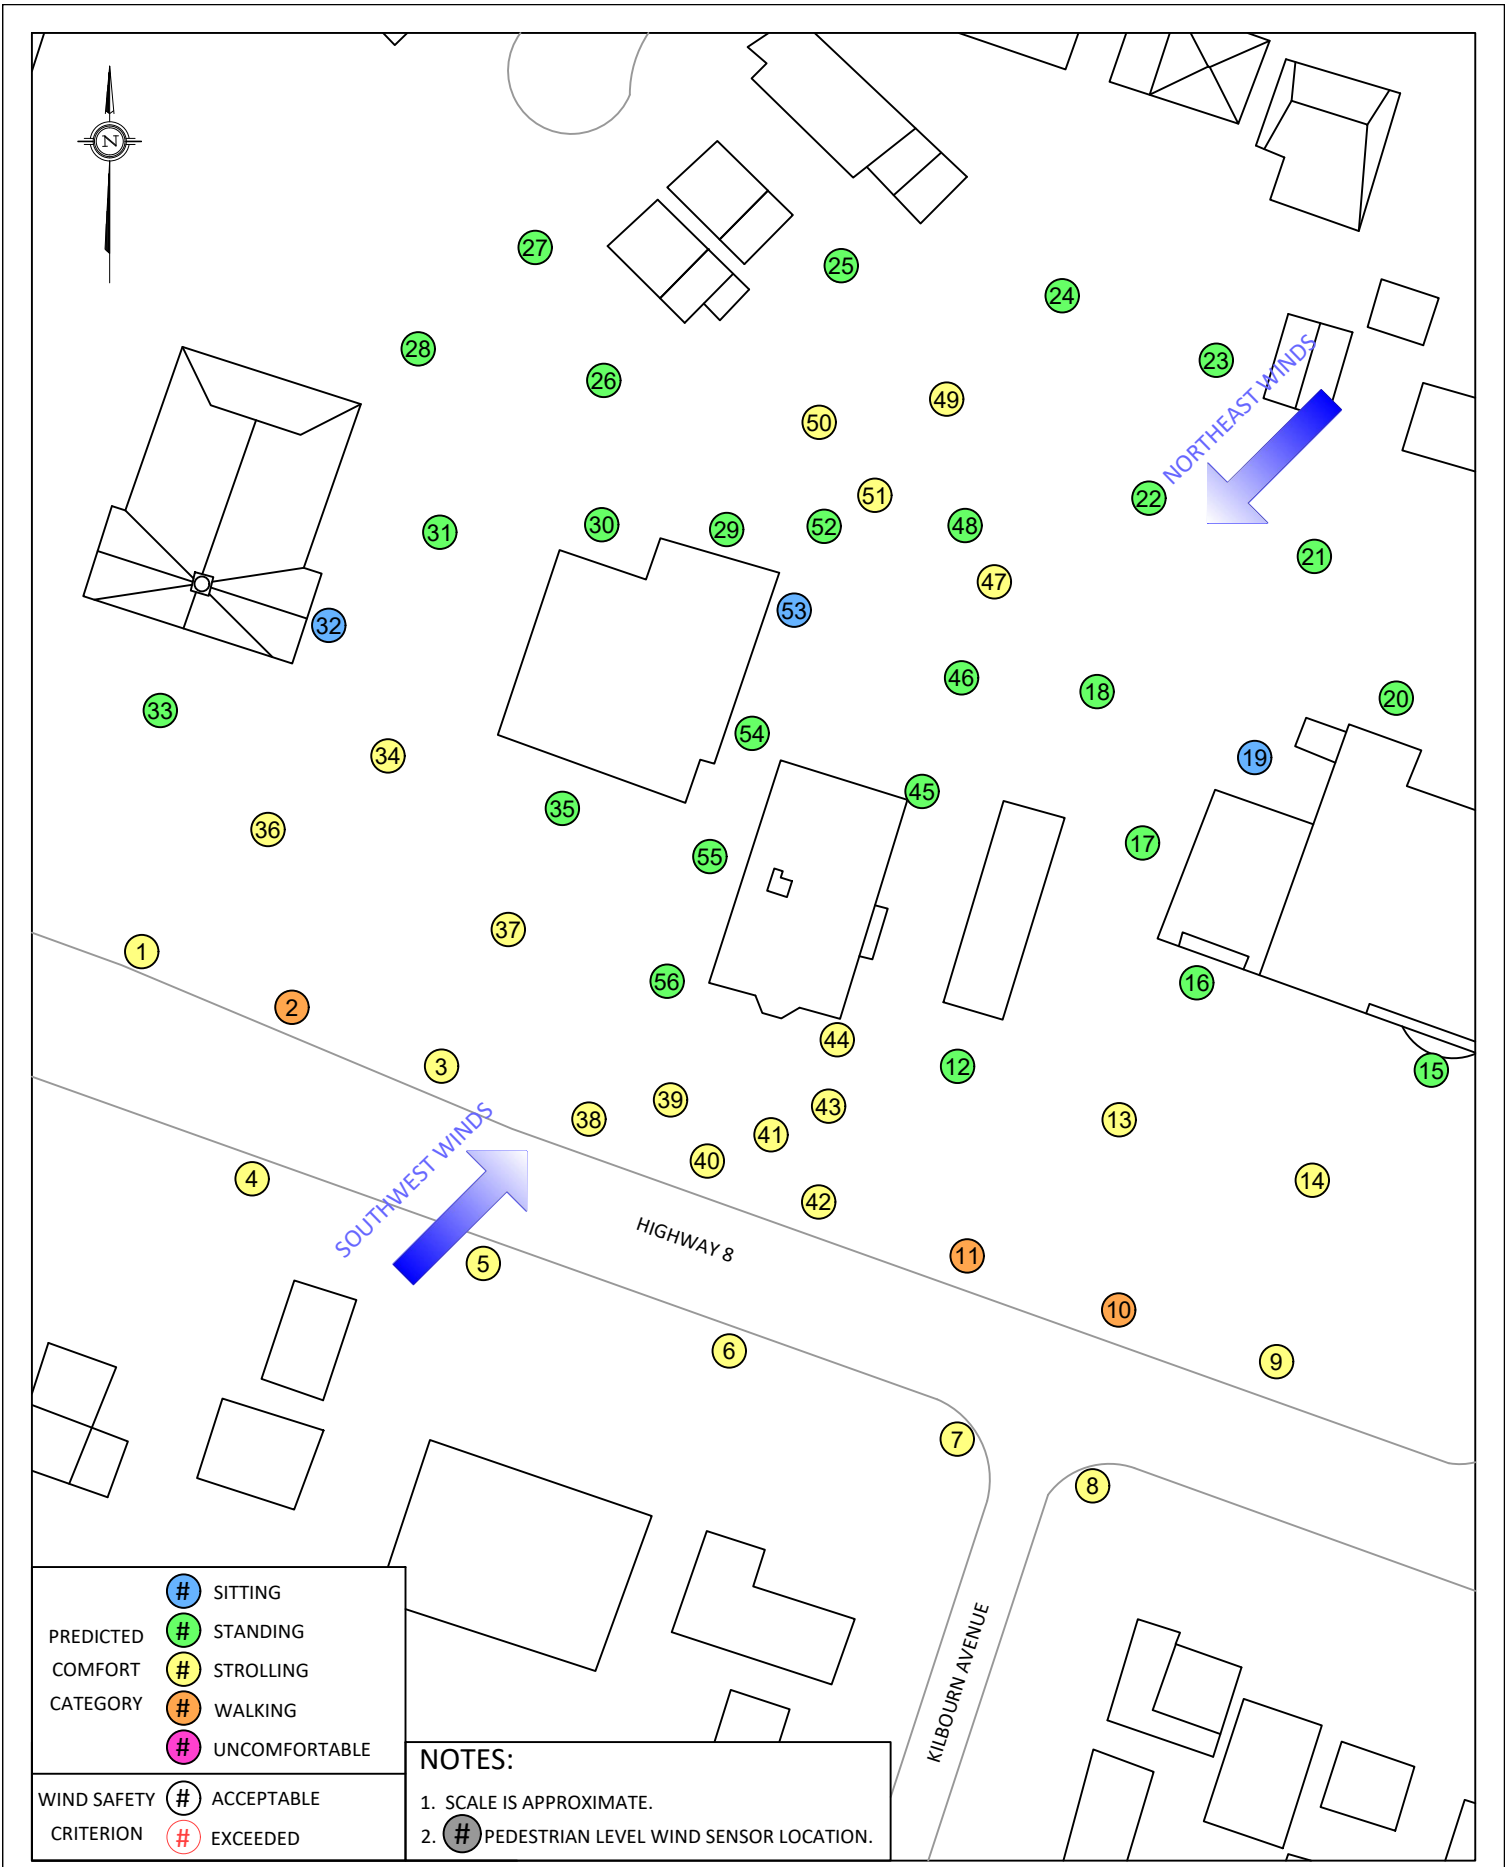 N
27
25
24
28
23
26
NORTHEAST WINDS
49
50
51
22
30
29
52
48
31
21
47
53
32
46
18
20
33
54
34
19
45
35
36
17
55
37
1
56
16
2
44
3
12
15
39
43
38
13
41
40
4
14
SOUTHWEST WINDS
42
HIGHWAY 8
11
5
10
6
9
7
8
KILBOURN AVENUE
PREDICTED
COMFORT
CATEGORY
# SITTING
# STANDING
# STROLLING
# WALKING
# UNCOMFORTABLE
WIND SAFETY
CRITERION
# ACCEPTABLE
# EXCEEDED
NOTES:
1. SCALE IS APPROXIMATE.
2. # PEDESTRIAN LEVEL WIND SENSOR LOCATION.